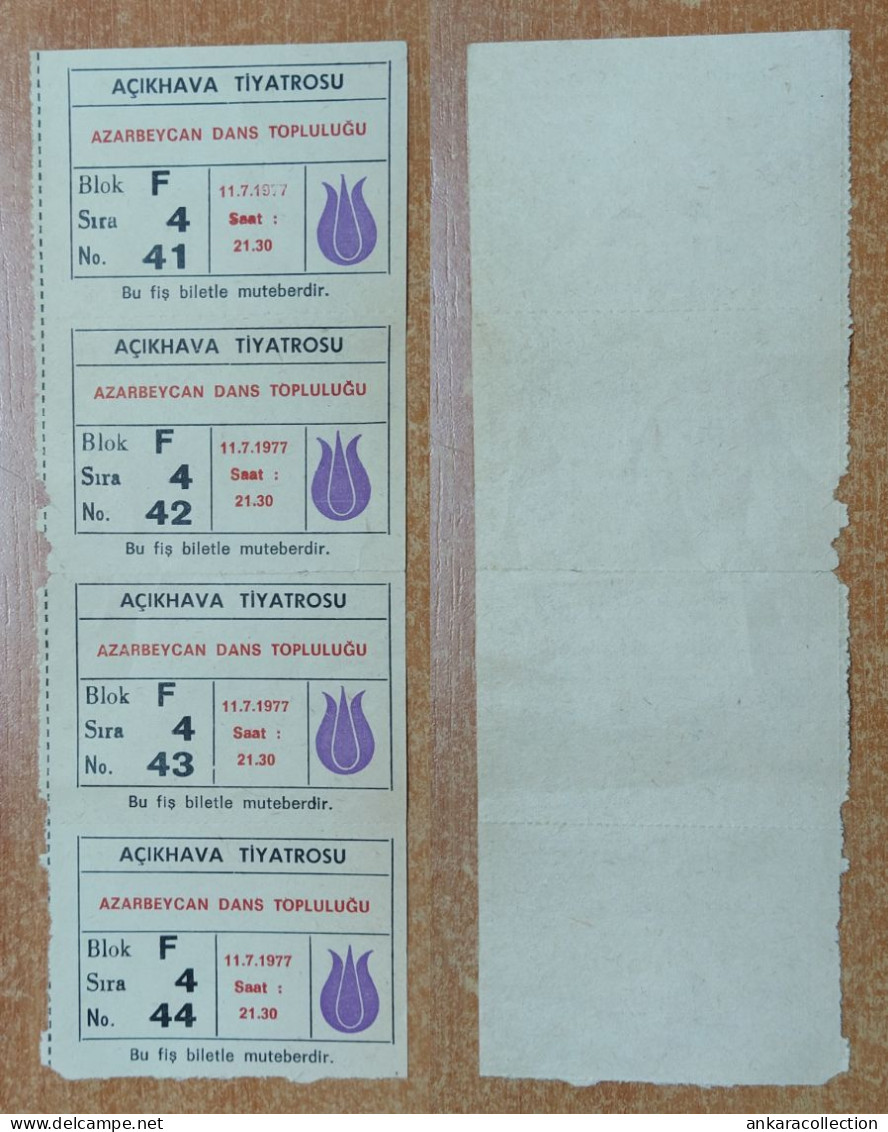 AÇIKHAVA TİYATROSU
AZARBEYCAN DANS TOPLULUĞU
Blok F
Sıra 4
No. 41
11.7.1977
Saat :
21.30
Bu fiş biletle muteberdir.
AÇIKHAVA TİYATROSU
AZARBEYCAN DANS TOPLULUĞU
Blok F
Sıra 4
No. 42
11.7.1977
Saat :
21.30
Bu fiş biletle muteberdir.
AÇIKHAVA TİYATROSU
AZARBEYCAN DANS TOPLULUĞU
Blok F
Sıra 4
No. 43
11.7.1977
Saat :
21.30
Bu fiş biletle muteberdir.
AÇIKHAVA TİYATROSU
AZARBEYCAN DANS TOPLULUĞU
Blok F
Sıra 4
No. 44
11.7.1977
Saat :
21.30
Bu fiş biletle muteberdir.
delcampe.net
ankaracollection